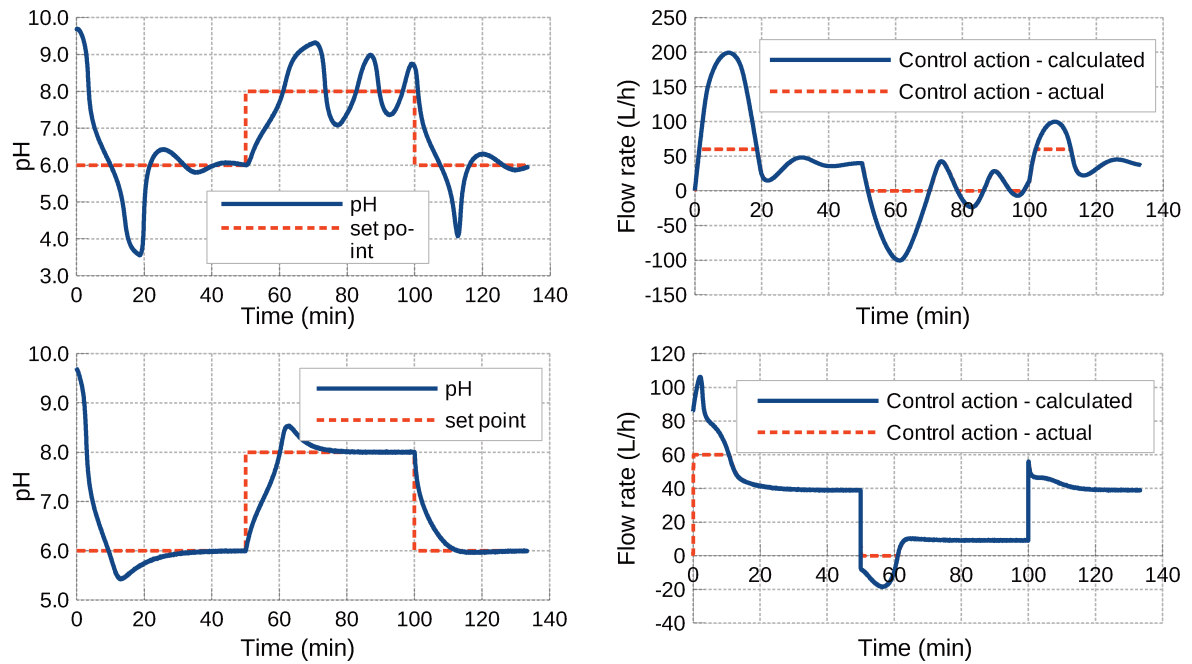 10.0
9.0
8.0
7.0
6.0
5.0
4.0
3.0
pH
0 20 40 60 80 100 120 140
Time (min)
pH
set po-
int
250
200
150
100
50
0
-50
-100
-150
Flow rate (L/h)
0 20 40 60 80 100 120 140
Time (min)
Control action - calculated
Control action - actual
10.0
9.0
8.0
7.0
6.0
5.0
pH
0 20 40 60 80 100 120 140
Time (min)
pH
set point
120
100
80
60
40
20
0
-20
-40
Flow rate (L/h)
0 20 40 60 80 100 120 140
Time (min)
Control action - calculated
Control action - actual